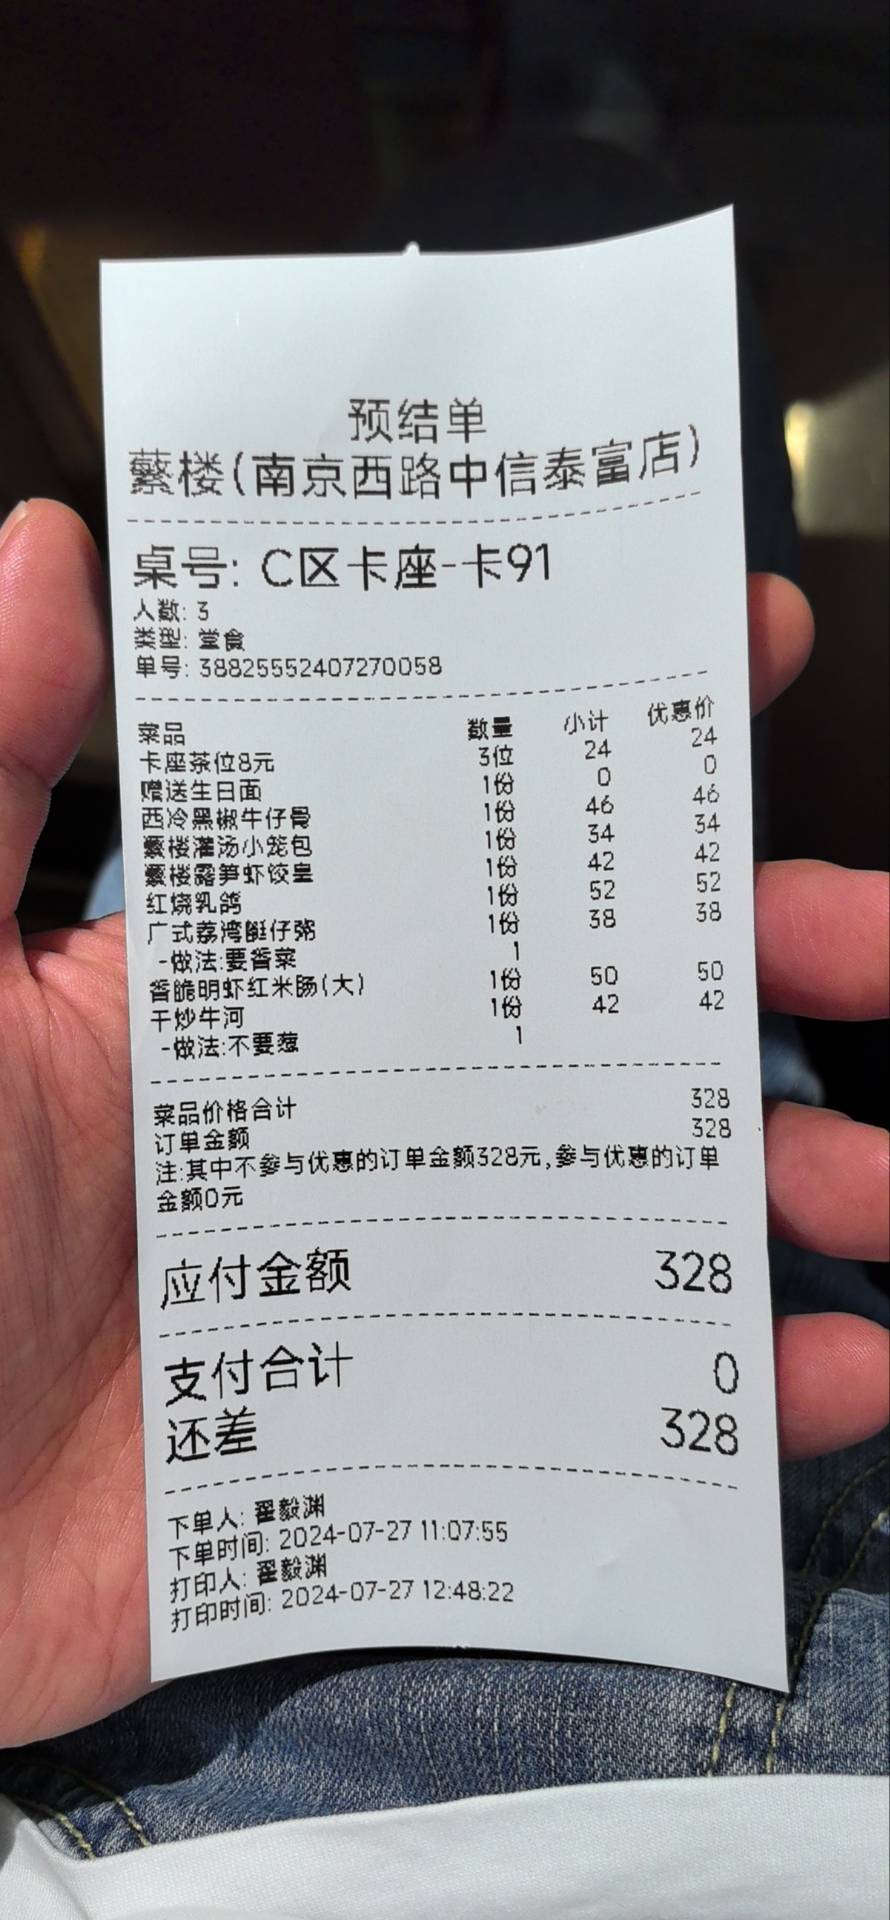 预结单
蘩楼(南京西路中信泰富店)
桌号: C区卡座-卡91
人数: 3
类型: 堂食
单号: 38825552407270058
菜品 数量 小计 优惠价
卡座茶位8元 3位 24 24
赠送生日面 1份 0 0
西冷黑椒牛仔骨 1份 46 46
蘩楼灌汤小笼包 1份 34 34
蘩楼露笋虾饺皇 1份 42 42
红烧乳鸽 1份 52 52
广式荔湾艇仔粥 1份 38 38
-做法:要香菜 1
香脆明虾红米肠(大) 1份 50 50
干炒牛河 1份 42 42
-做法:不要葱 1
菜品价格合计 328
订单金额 328
注:其中不参与优惠的订单金额328元,参与优惠的订单
金额0元
应付金额 328
支付合计 0
还差 328
下单人: 翟毅渊
下单时间: 2024-07-27 11:07:55
打印人: 翟毅渊
打印时间: 2024-07-27 12:48:22